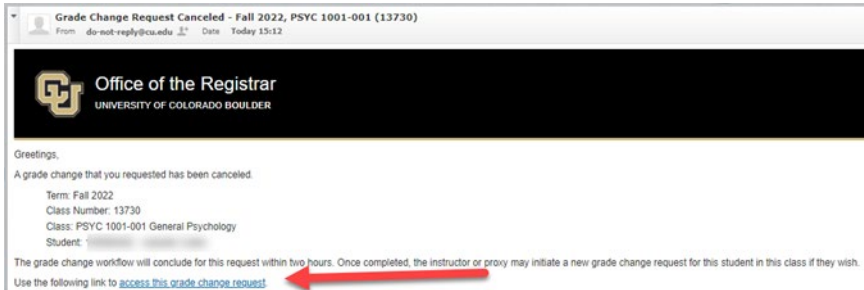 Grade Change Request Canceled - Fall 2022, PSYC 1001-001 (13730)
From do-not-reply@cu.edu Date Today 15:12
CU Office of the Registrar
UNIVERSITY OF COLORADO BOULDER
Greetings,
A grade change that you requested has been canceled.
Term: Fall 2022
Class Number: 13730
Class: PSYC 1001-001 General Psychology
Student:
The grade change workflow will conclude for this request within two hours. Once completed, the instructor or proxy may initiate a new grade change request for this student in this class if they wish.
Use the following link to access this grade change request.